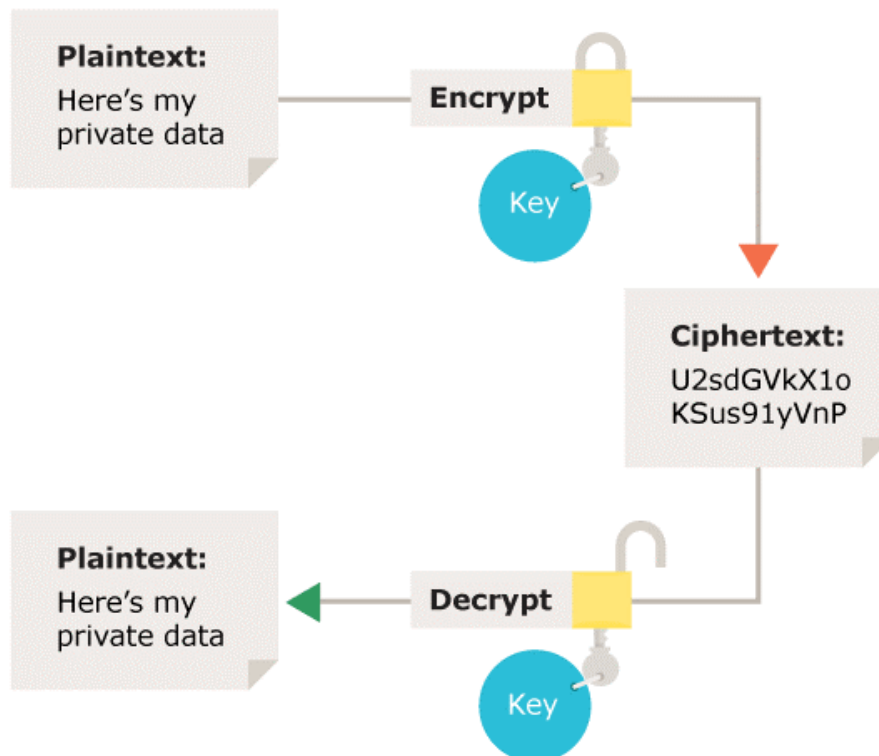 Plaintext:
Here’s my
private data
Encrypt
Key
Ciphertext:
U2sdGVkX1o
KSus91yVnP
Plaintext:
Here’s my
private data
Decrypt
Key